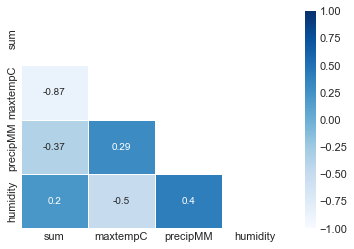 sum
maxtempC
precipMM
humidity
-0.87
-0.37 0.29
0.2 -0.5 0.4
sum maxtempC precipMM humidity
1.00
0.75
0.50
0.25
0.00
−0.25
−0.50
−0.75
−1.00